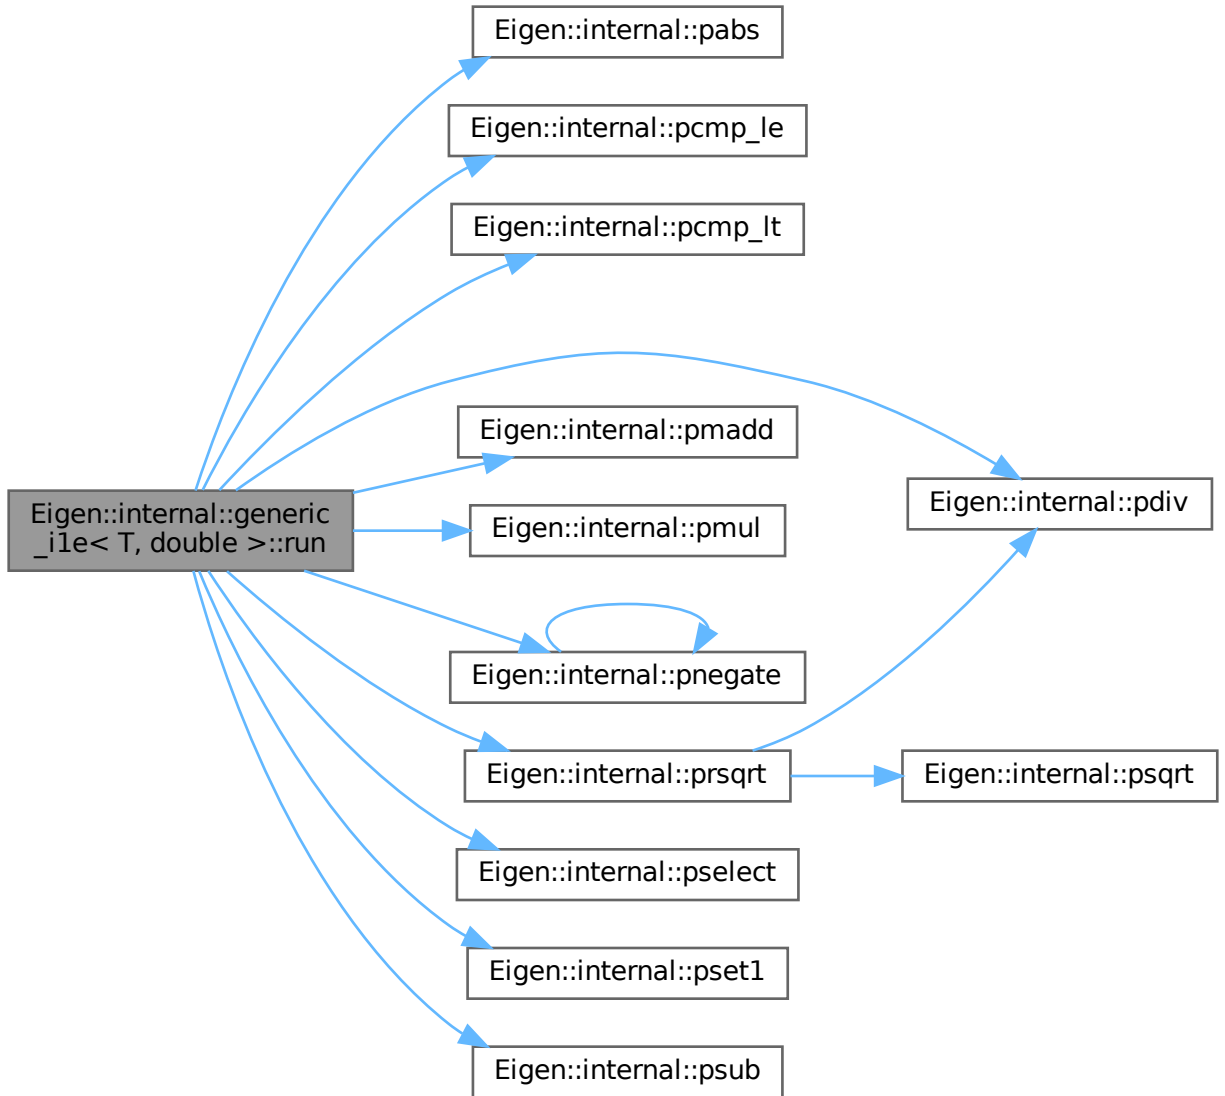 Eigen::internal::pabs
Eigen::internal::pcmp_le
Eigen::internal::pcmp_lt
Eigen::internal::pmadd
Eigen::internal::pdiv
Eigen::internal::generic
_i1e< T, double >::run
Eigen::internal::pmul
Eigen::internal::pnegate
Eigen::internal::prsqrt
Eigen::internal::psqrt
Eigen::internal::pselect
Eigen::internal::pset1
Eigen::internal::psub